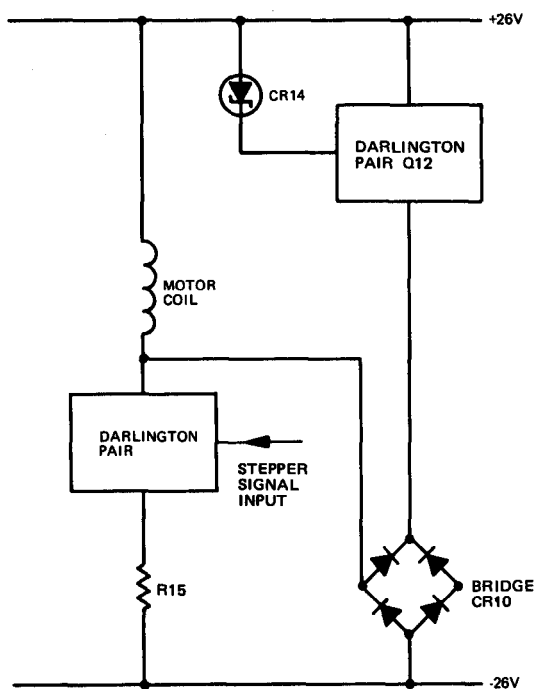 +26V
CR14
DARLINGTON
PAIR Q12
MOTOR
COIL
DARLINGTON
PAIR
STEPPER
SIGNAL
INPUT
R15
BRIDGE
CR10
-26V